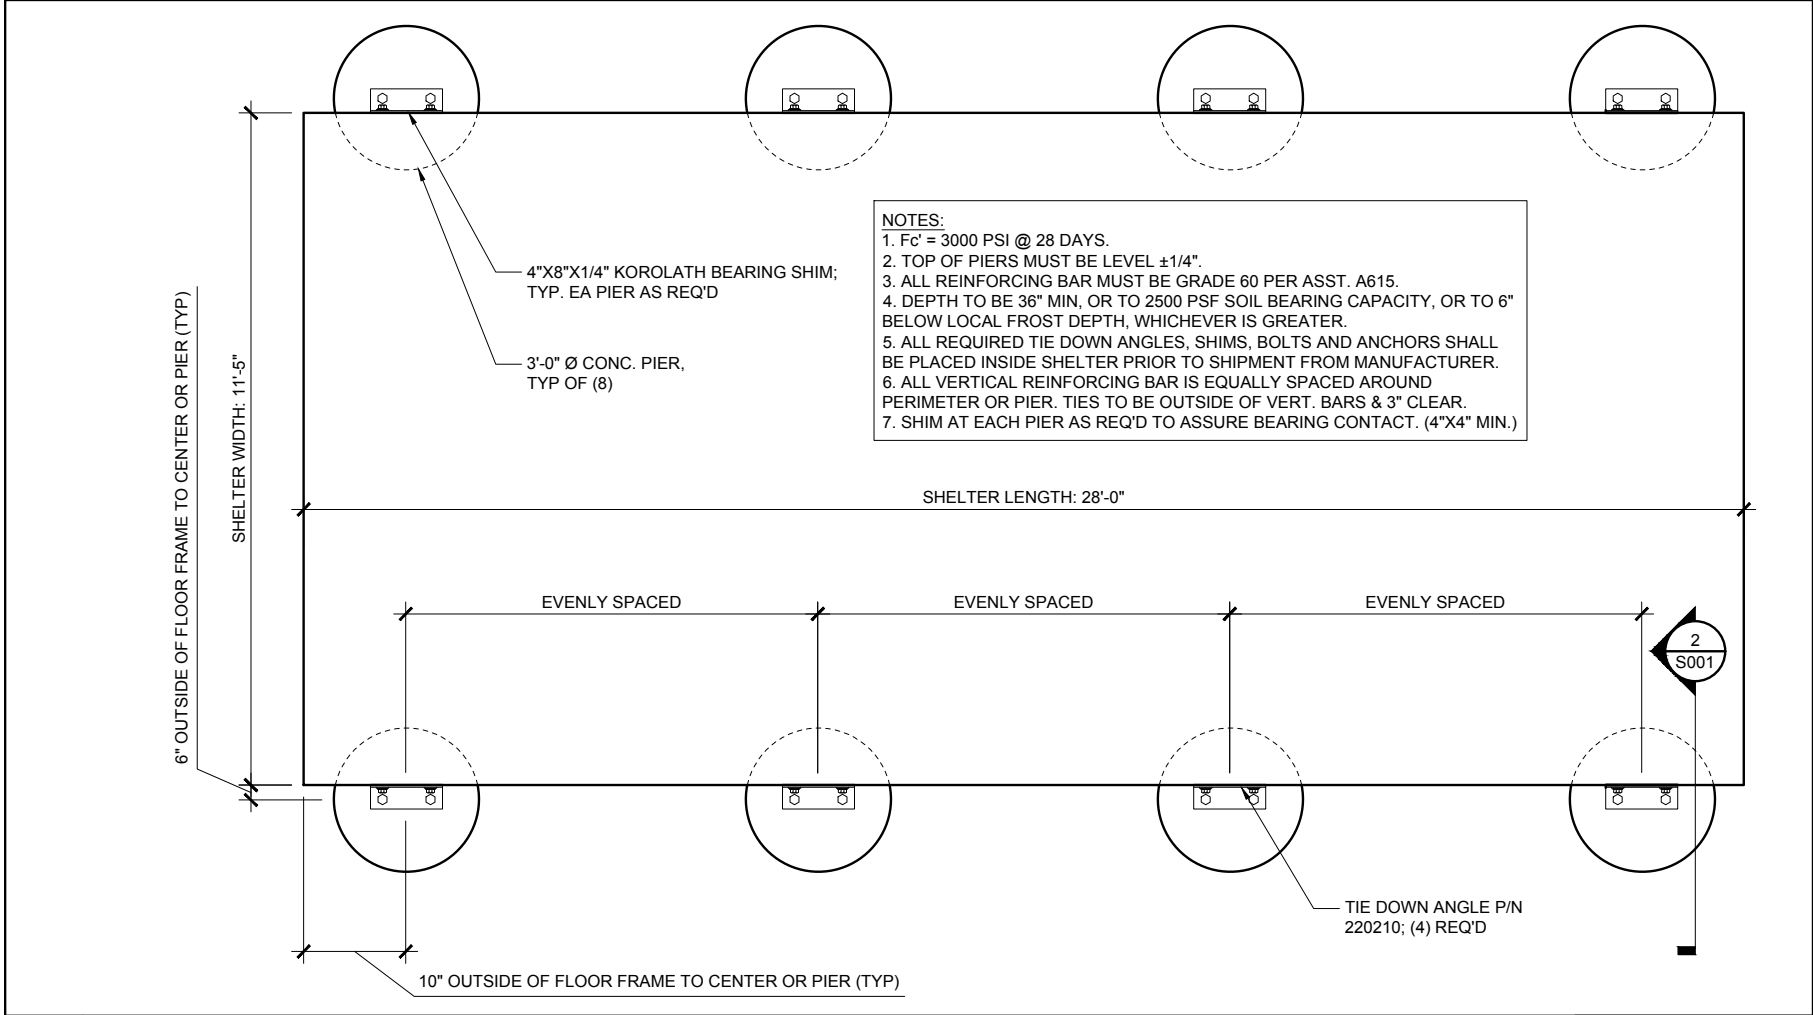 4"X8"X1/4" KOROLATH BEARING SHIM;
TYP. EA PIER AS REQ'D
3'-0" Ø CONC. PIER,
TYP OF (8)
NOTES:
1. Fc' = 3000 PSI @ 28 DAYS.
2. TOP OF PIERS MUST BE LEVEL ±1/4".
3. ALL REINFORCING BAR MUST BE GRADE 60 PER ASST. A615.
4. DEPTH TO BE 36" MIN, OR TO 2500 PSF SOIL BEARING CAPACITY, OR TO 6"
BELOW LOCAL FROST DEPTH, WHICHEVER IS GREATER.
5. ALL REQUIRED TIE DOWN ANGLES, SHIMS, BOLTS AND ANCHORS SHALL
BE PLACED INSIDE SHELTER PRIOR TO SHIPMENT FROM MANUFACTURER.
6. ALL VERTICAL REINFORCING BAR IS EQUALLY SPACED AROUND
PERIMETER OR PIER. TIES TO BE OUTSIDE OF VERT. BARS & 3" CLEAR.
7. SHIM AT EACH PIER AS REQ'D TO ASSURE BEARING CONTACT. (4"X4" MIN.)
6" OUTSIDE OF FLOOR FRAME TO CENTER OR PIER (TYP)
SHELTER WIDTH: 11'-5"
SHELTER LENGTH: 28'-0"
EVENLY SPACED
EVENLY SPACED
EVENLY SPACED
2
S001
TIE DOWN ANGLE P/N
220210; (4) REQ'D
10" OUTSIDE OF FLOOR FRAME TO CENTER OR PIER (TYP)